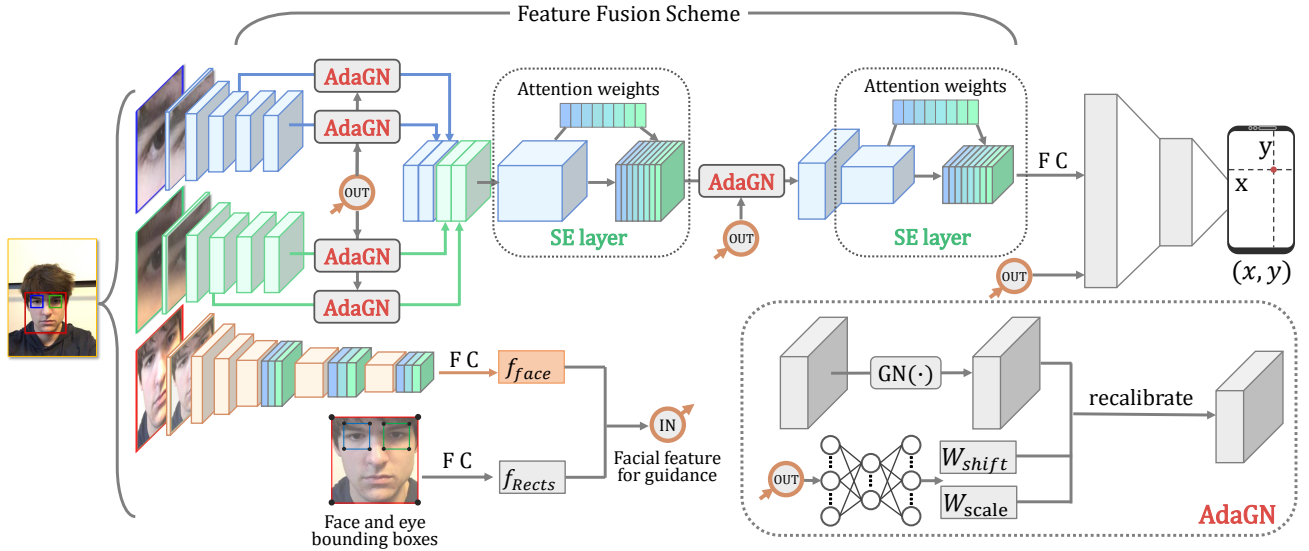 Feature Fusion Scheme
AdaGN
AdaGN
OUT
AdaGN
AdaGN
Attention weights
SE layer
AdaGN
OUT
Attention weights
SE layer
F C
OUT
y
x
(x, y)
F C
f_face
F C
f_Rects
IN
Facial feature
for guidance
Face and eye
bounding boxes
GN(·)
recalibrate
OUT
W_shift
W_scale
AdaGN